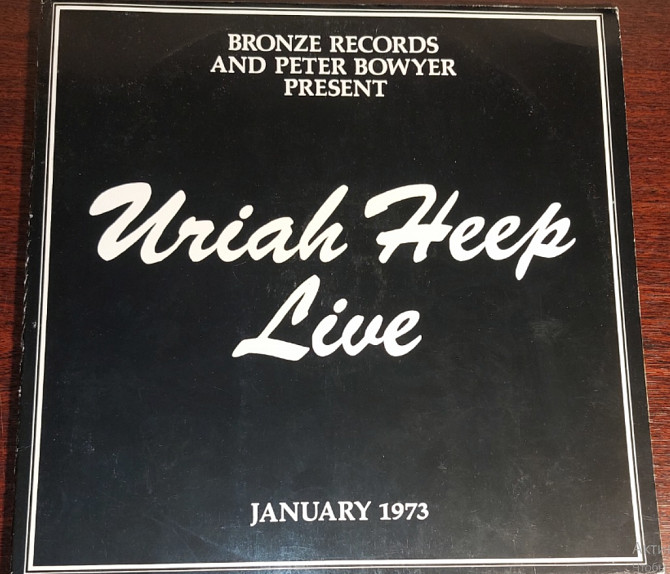 BRONZE RECORDS
AND PETER BOWYER
PRESENT
Uriah Heep
Live
JANUARY 1973